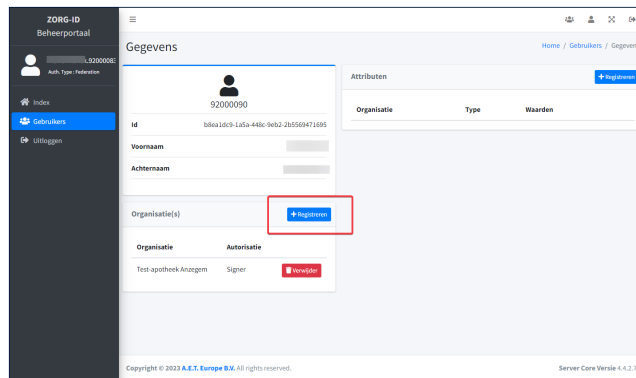 ZORG-ID
Beheerportaal
.92000083
Auth. Type : Federation
Index
Gebruikers
Uitloggen
Gegevens
Home / Gebruikers / Gegeven
92000090
Id b8ea1dc9-1a5a-448c-9eb2-2b5569471695
Voornaam
Achternaam
Organisatie(s) + Registreren
Organisatie Autorisatie
Test-apotheek Anzegem Signer Verwijder
Attributen + Registreren
Organisatie Type Waarden
Copyright © 2023 A.E.T. Europe B.V. All rights reserved. Server Core Versie 4.4.2.